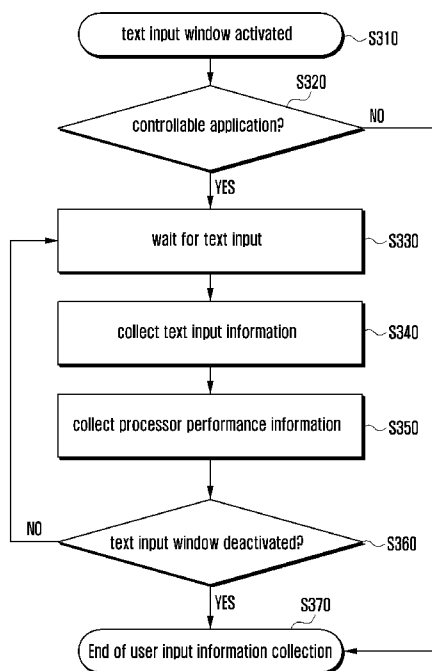 text input window activated
S310
S320
controllable application?
NO
YES
wait for text input
S330
collect text input information
S340
collect processor performance information
S350
NO
text input window deactivated?
S360
YES
S370
End of user input information collection